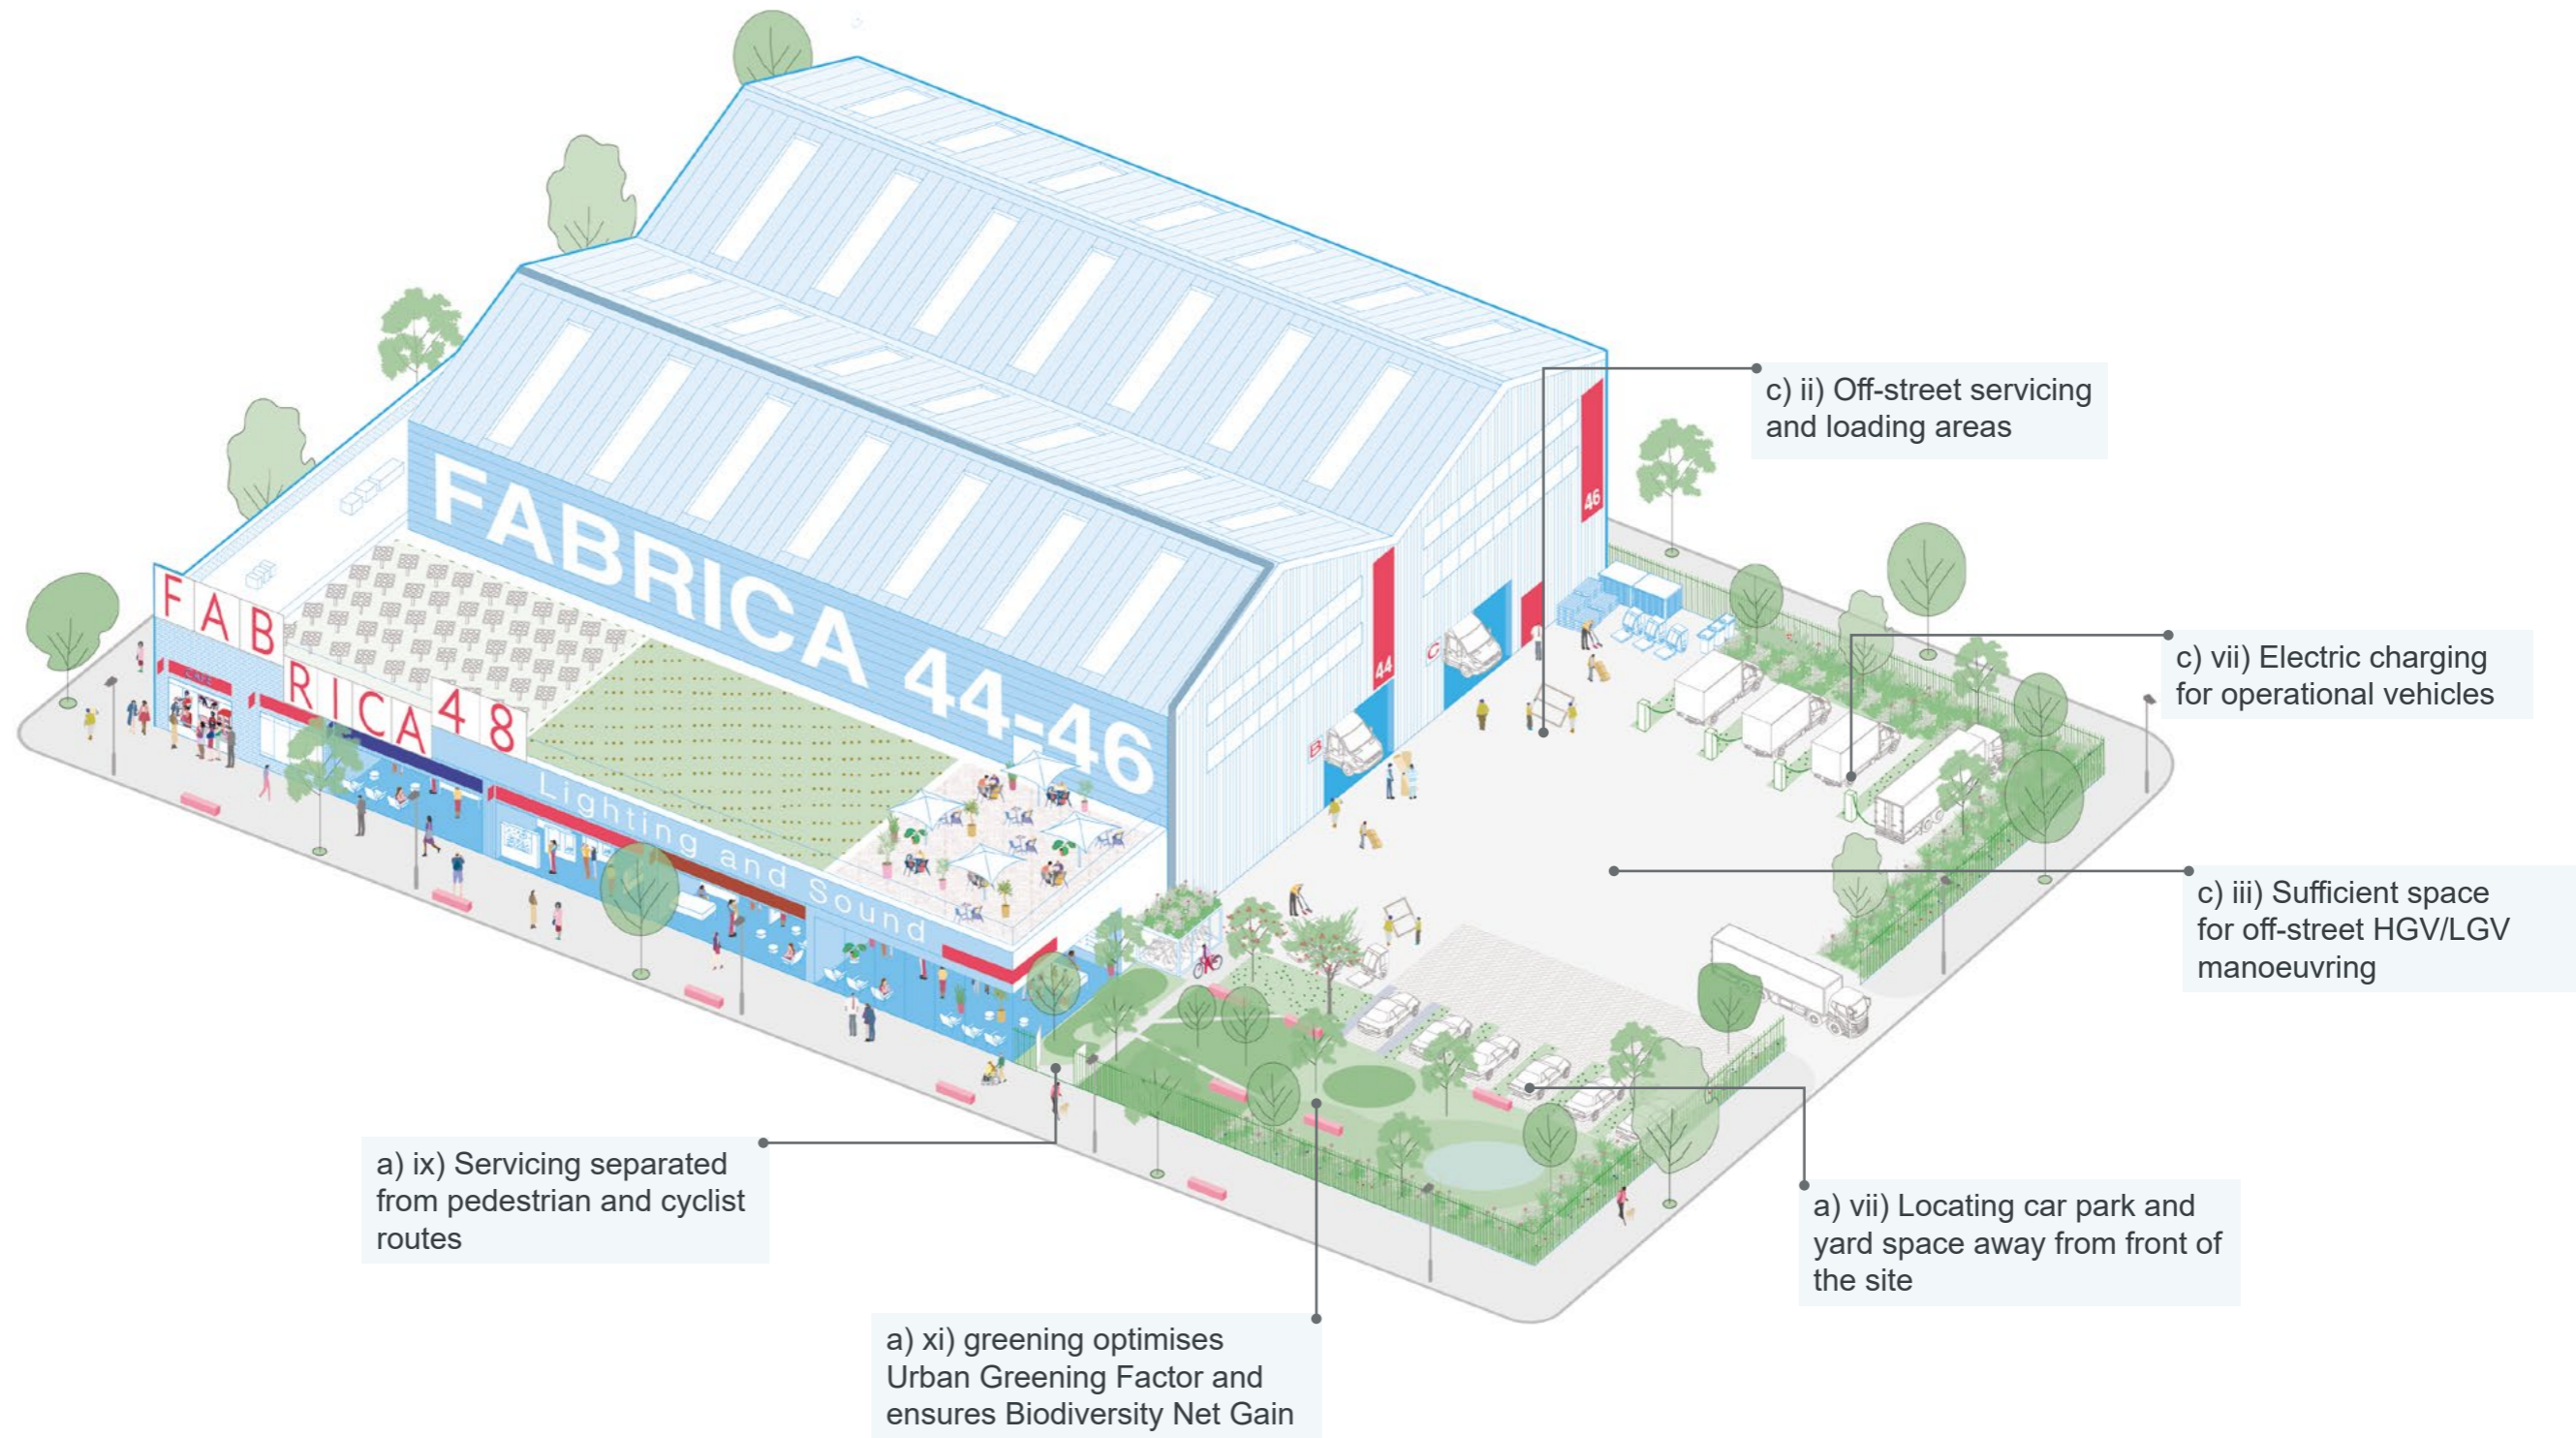 c) ii) Off-street servicing
and loading areas
46
FABRICA 44-46
FAB
RICA48
CAFE
44
C
B
c) vii) Electric charging
for operational vehicles
Lighting and Sound
c) iii) Sufficient space
for off-street HGV/LGV
manoeuvring
a) ix) Servicing separated
from pedestrian and cyclist
routes
a) vii) Locating car park and
yard space away from front of
the site
a) xi) greening optimises
Urban Greening Factor and
ensures Biodiversity Net Gain